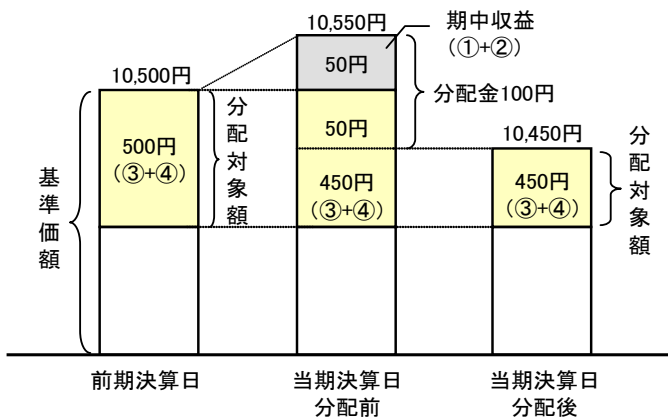 10,550円
期中収益
(①+②)
10,500円
50円
分配金100円
分配対象額
500円
(③+④)
50円
10,450円
基準価額
450円
(③+④)
450円
(③+④)
分配対象額
前期決算日
当期決算日
分配前
当期決算日
分配後